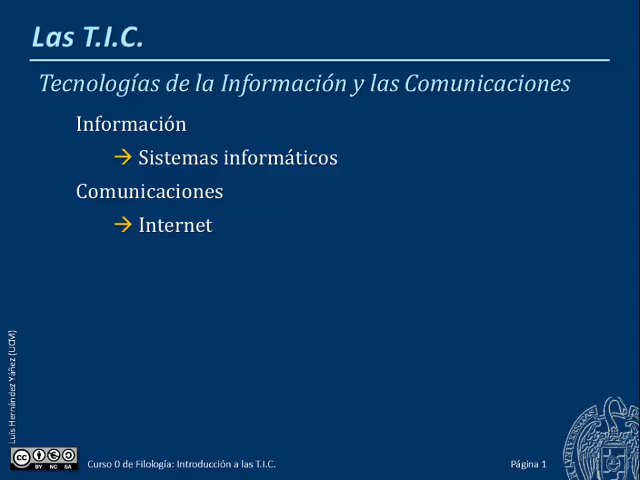 Las T.I.C.
Tecnologías de la Información y las Comunicaciones
Información
→ Sistemas informáticos
Comunicaciones
→ Internet
Luis Hernández Yáñez (UCM)
cc
BY NC SA
Curso 0 de Filología: Introducción a las T.I.C.
Página 1